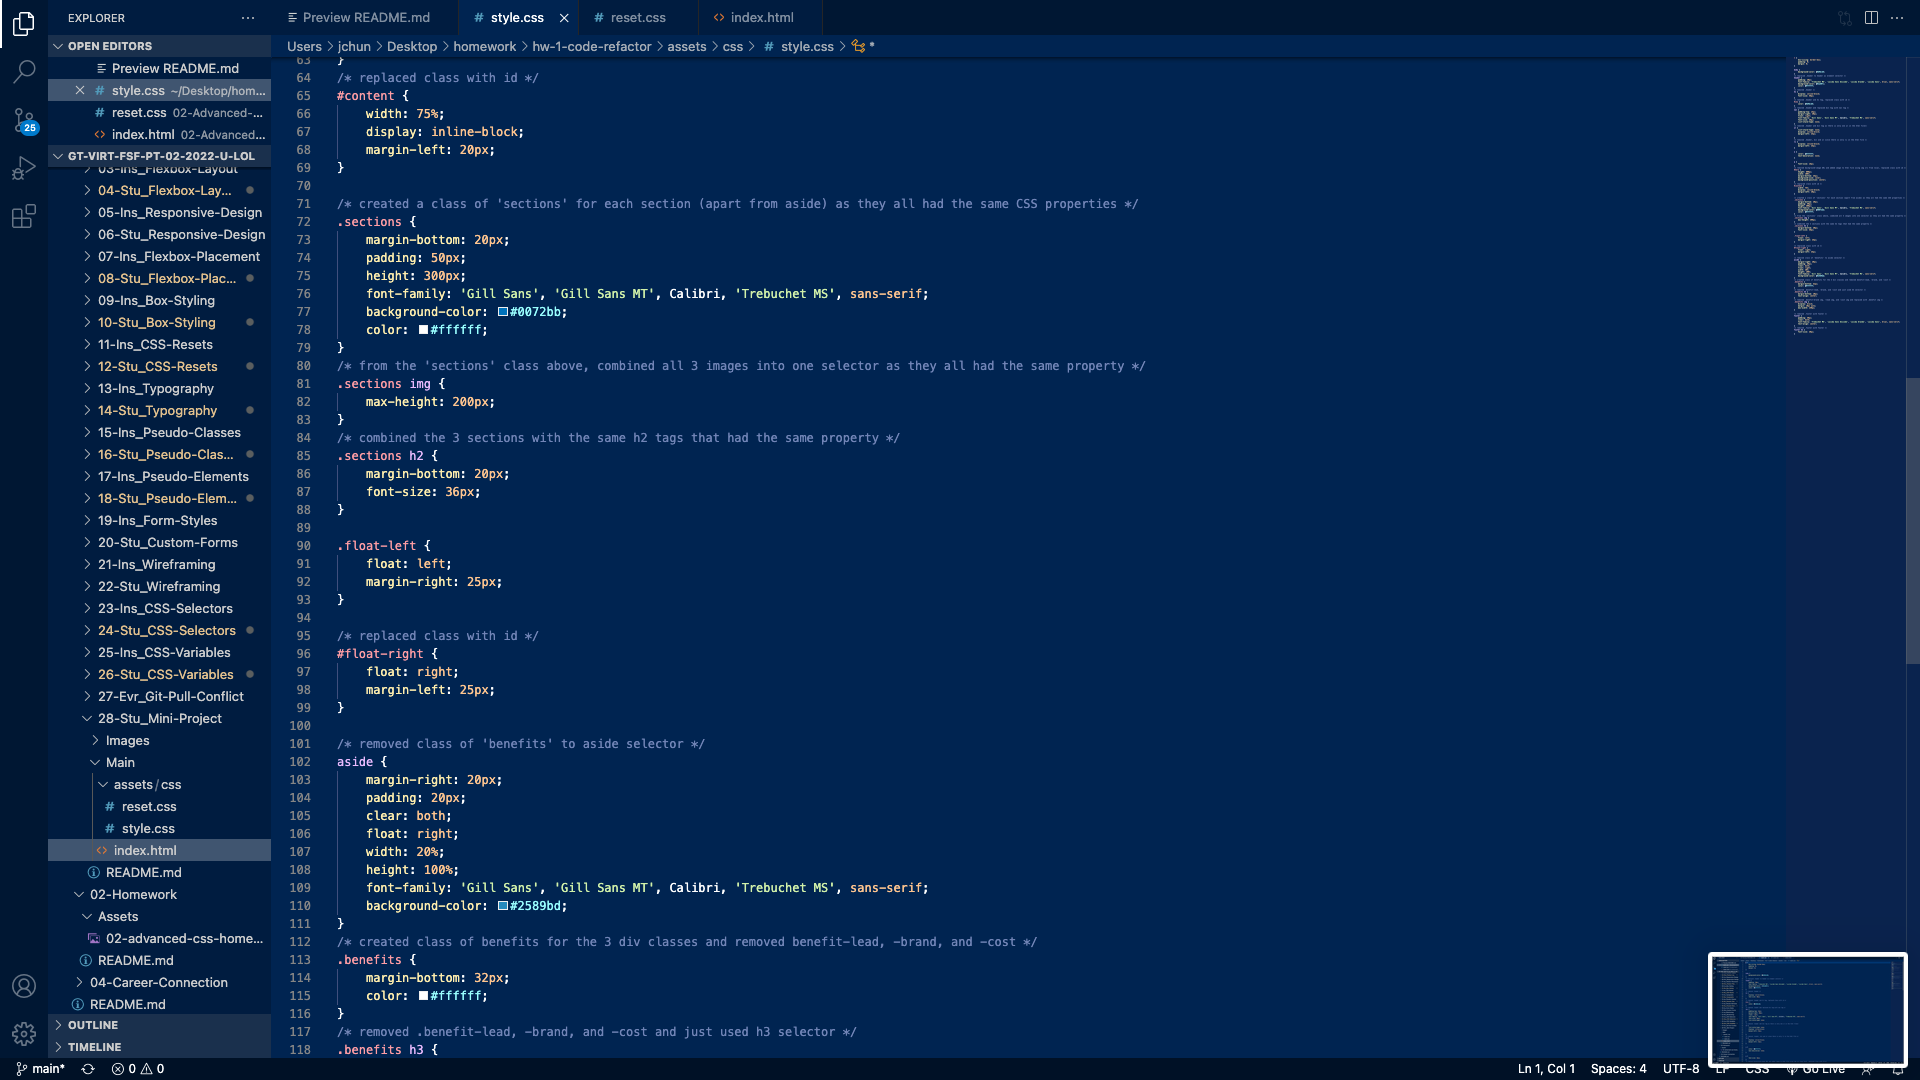 EXPLORER
Preview README.md
style.css
reset.css
index.html
OPEN EDITORS
Users > jchun > Desktop > homework > hw-1-code-refactor > assets > css > # style.css > *
Preview README.md
style.css ~/Desktop/hom...
reset.css 02-Advanced-...
index.html 02-Advanced...
25
GT-VIRT-FSF-PT-02-2022-U-LOL
03-Ins_Flexbox-Layout
04-Stu_Flexbox-Lay...
05-Ins_Responsive-Design
06-Stu_Responsive-Design
07-Ins_Flexbox-Placement
08-Stu_Flexbox-Plac...
09-Ins_Box-Styling
10-Stu_Box-Styling
11-Ins_CSS-Resets
12-Stu_CSS-Resets
13-Ins_Typography
14-Stu_Typography
15-Ins_Pseudo-Classes
16-Stu_Pseudo-Clas...
17-Ins_Pseudo-Elements
18-Stu_Pseudo-Elem...
19-Ins_Form-Styles
20-Stu_Custom-Forms
21-Ins_Wireframing
22-Stu_Wireframing
23-Ins_CSS-Selectors
24-Stu_CSS-Selectors
25-Ins_CSS-Variables
26-Stu_CSS-Variables
27-Evr_Git-Pull-Conflict
28-Stu_Mini-Project
Images
Main
assets/css
reset.css
style.css
index.html
README.md
02-Homework
Assets
02-advanced-css-home...
README.md
04-Career-Connection
README.md
OUTLINE
TIMELINE
63 }
64 /* replaced class with id */
65 #content {
66 width: 75%;
67 display: inline-block;
68 margin-left: 20px;
69 }
70
71 /* created a class of 'sections' for each section (apart from aside) as they all had the same CSS properties */
72 .sections {
73 margin-bottom: 20px;
74 padding: 50px;
75 height: 300px;
76 font-family: 'Gill Sans', 'Gill Sans MT', Calibri, 'Trebuchet MS', sans-serif;
77 background-color: #0072bb;
78 color: #ffffff;
79 }
80 /* from the 'sections' class above, combined all 3 images into one selector as they all had the same property */
81 .sections img {
82 max-height: 200px;
83 }
84 /* combined the 3 sections with the same h2 tags that had the same property */
85 .sections h2 {
86 margin-bottom: 20px;
87 font-size: 36px;
88 }
89
90 .float-left {
91 float: left;
92 margin-right: 25px;
93 }
94
95 /* replaced class with id */
96 #float-right {
97 float: right;
98 margin-left: 25px;
99 }
100
101 /* removed class of 'benefits' to aside selector */
102 aside {
103 margin-right: 20px;
104 padding: 20px;
105 clear: both;
106 float: right;
107 width: 20%;
108 height: 100%;
109 font-family: 'Gill Sans', 'Gill Sans MT', Calibri, 'Trebuchet MS', sans-serif;
110 background-color: #2589bd;
111 }
112 /* created class of benefits for the 3 div classes and removed benefit-lead, -brand, and -cost */
113 .benefits {
114 margin-bottom: 32px;
115 color: #ffffff;
116 }
117 /* removed .benefit-lead, -brand, and -cost and just used h3 selector */
118 .benefits h3 {
main* 0 0
Ln 1, Col 1 Spaces: 4 UTF-8 LF CSS Go Live